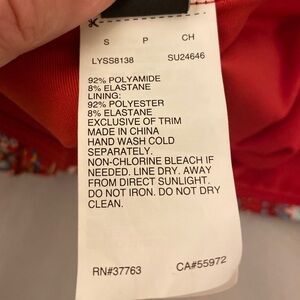 S P CH
LYSS8138 SU24646
92% POLYAMIDE
8% ELASTANE
LINING:
92% POLYESTER
8% ELASTANE
EXCLUSIVE OF TRIM
MADE IN CHINA
HAND WASH COLD
SEPARATELY.
NON-CHLORINE BLEACH IF
NEEDED. LINE DRY. AWAY
FROM DIRECT SUNLIGHT.
DO NOT IRON. DO NOT DRY
CLEAN.
RN#37763 CA#55972